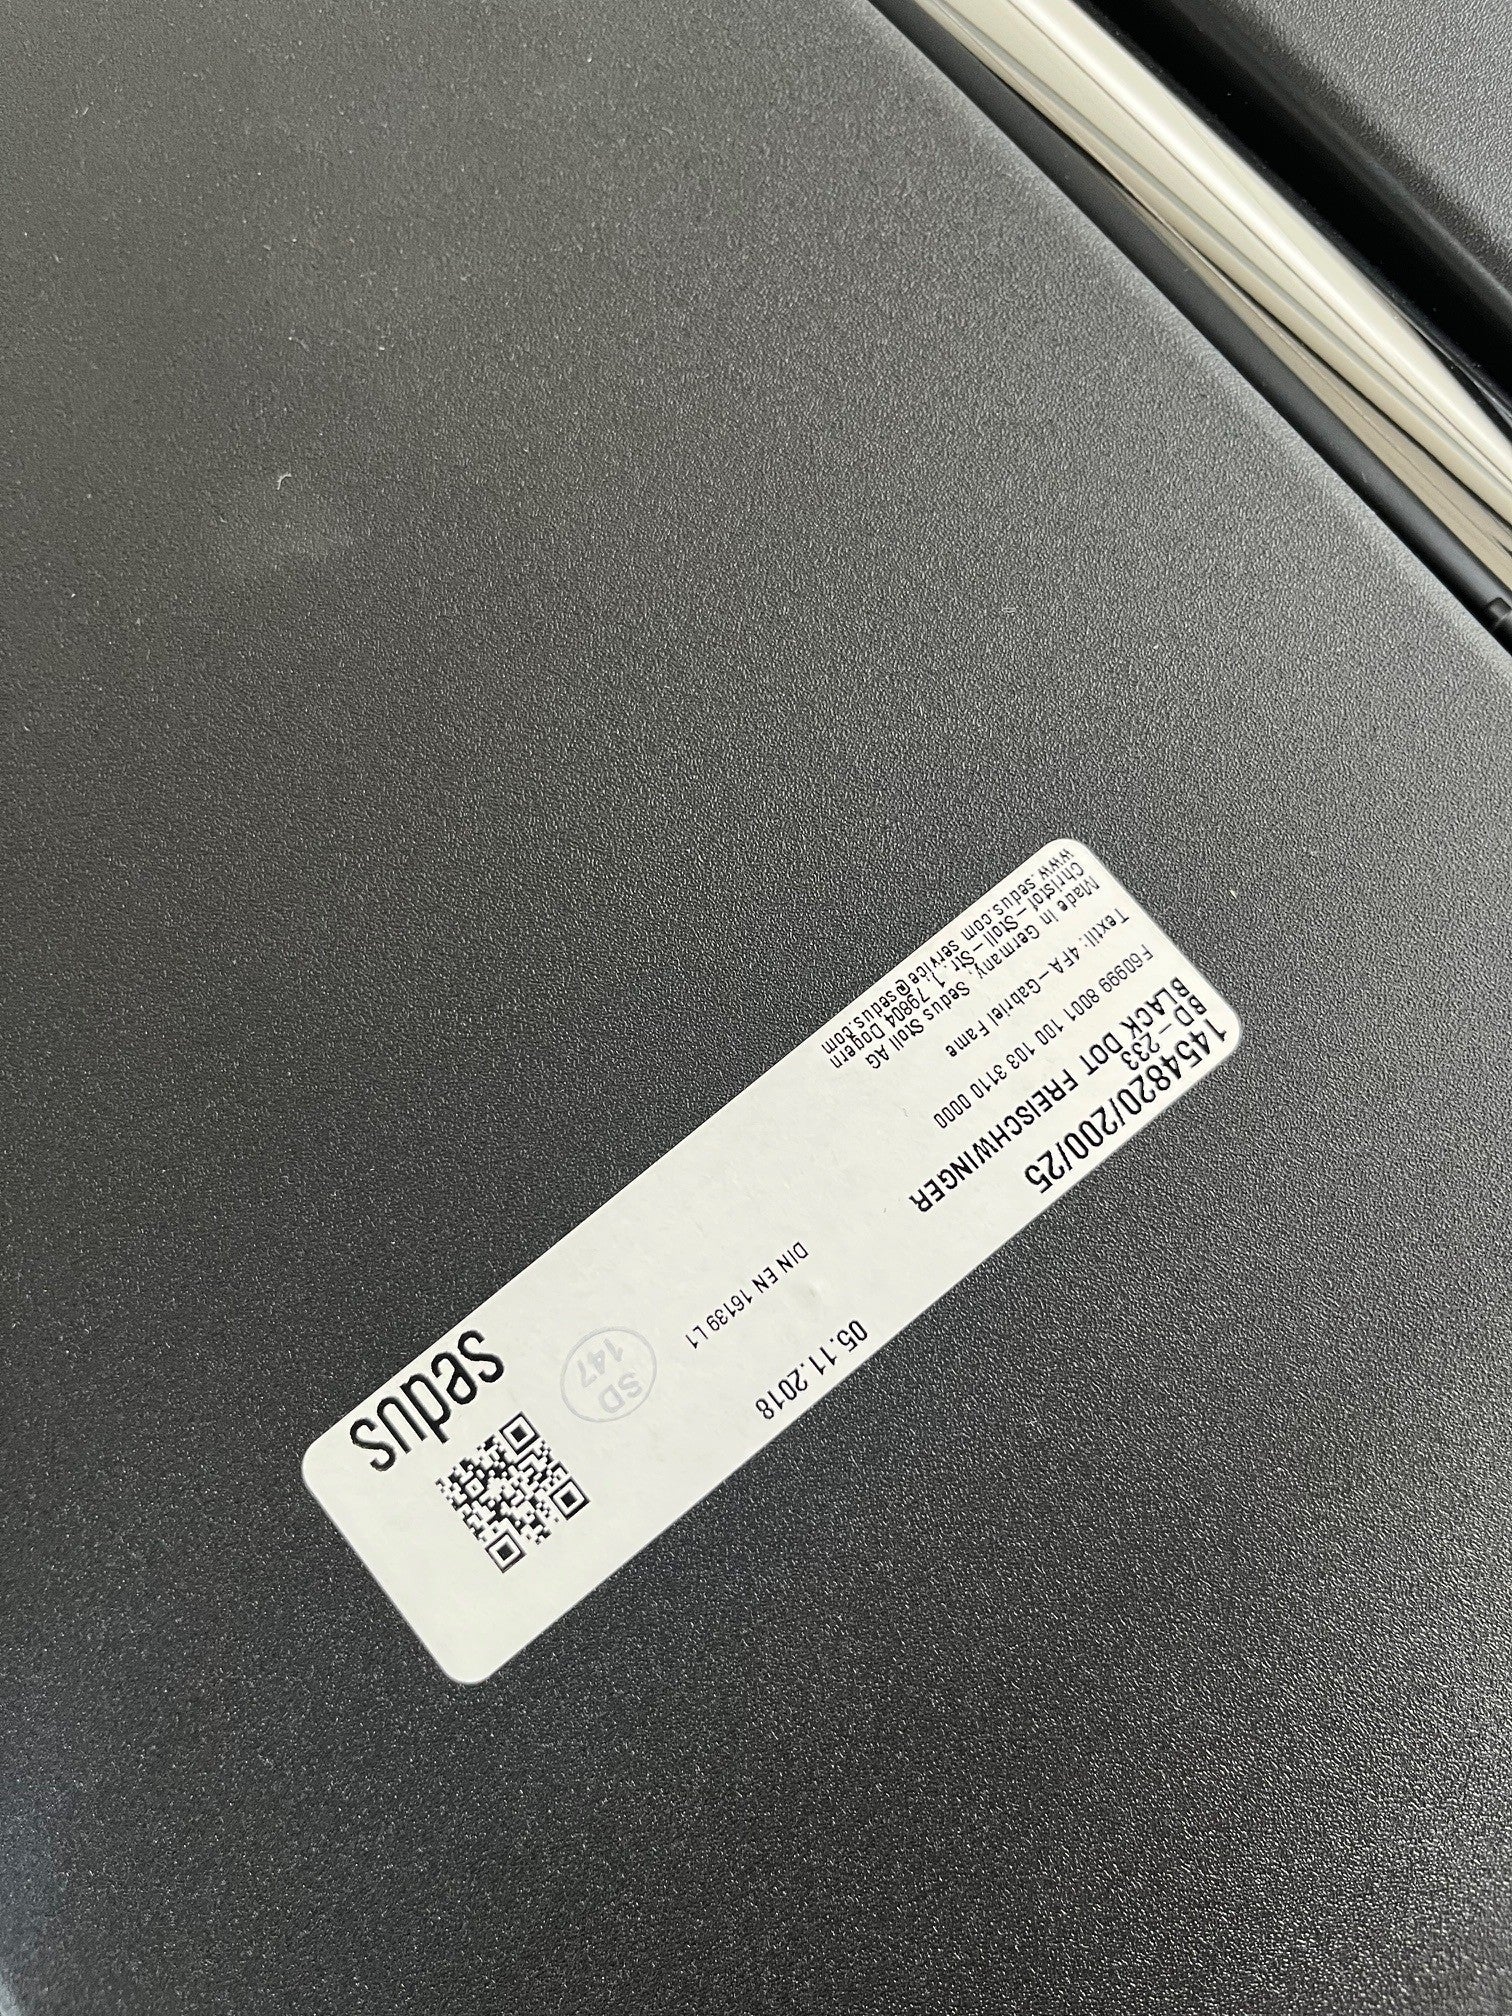 1454820/200/25
BD-233
BLACK DOT FREISCHWINGER
F60999 8001 100 103 3110 0000
Textil: 4FA-Gabriel Fame
Made in Germany, Sedus Stoll AG
Christof-Stoll-Str. 1 79804 Dogern
www.sedus.com service@sedus.com
05.11.2018
DIN EN 16139 L1
SD
147
sedus